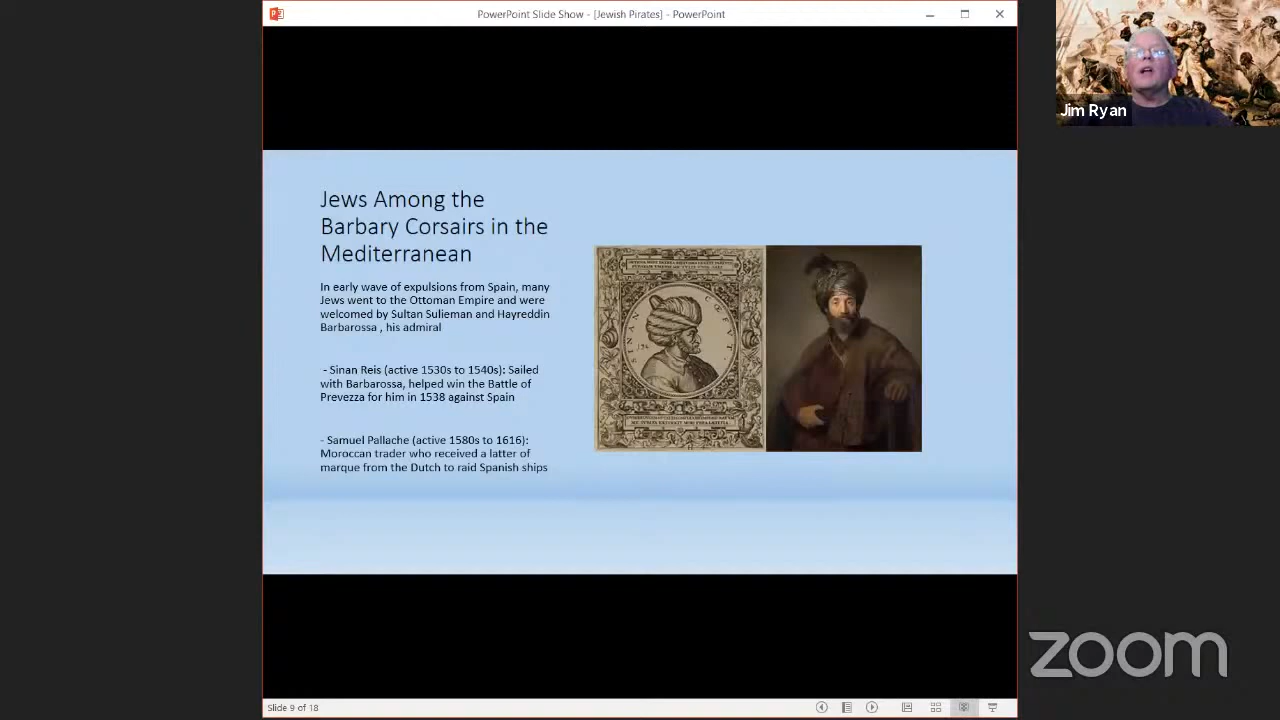 PowerPoint Slide Show - [Jewish Pirates] - PowerPoint
Jim Ryan
Jews Among the
Barbary Corsairs in the
Mediterranean
In early wave of expulsions from Spain, many
Jews went to the Ottoman Empire and were
welcomed by Sultan Sulieman and Hayreddin
Barbarossa , his admiral
- Sinan Reis (active 1530s to 1540s): Sailed
with Barbarossa, helped win the Battle of
Prevezza for him in 1538 against Spain
- Samuel Pallache (active 1580s to 1616):
Moroccan trader who received a latter of
marque from the Dutch to raid Spanish ships
SINAN
zoom
Slide 9 of 18